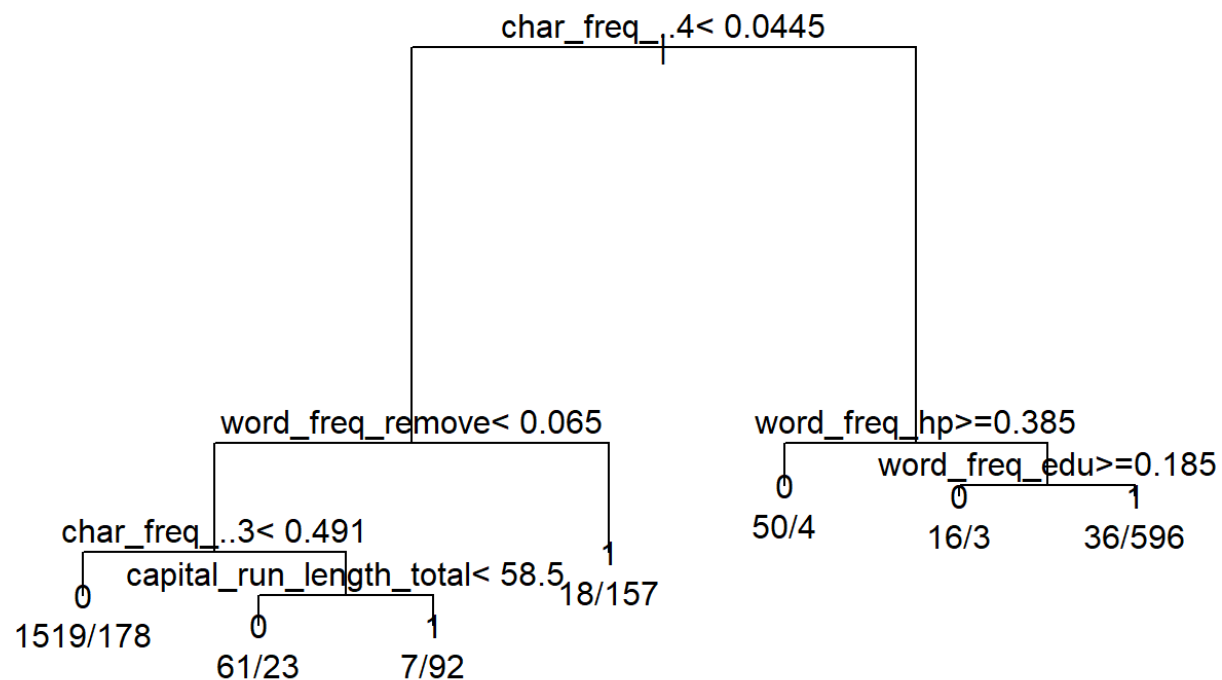 char_freq_..4< 0.0445
word_freq_remove< 0.065
word_freq_hp>=0.385
word_freq_edu>=0.185
0
50/4
0
16/3
1
36/596
char_freq_..3< 0.491
1
18/157
capital_run_length_total< 58.5
0
1519/178
0
61/23
1
7/92